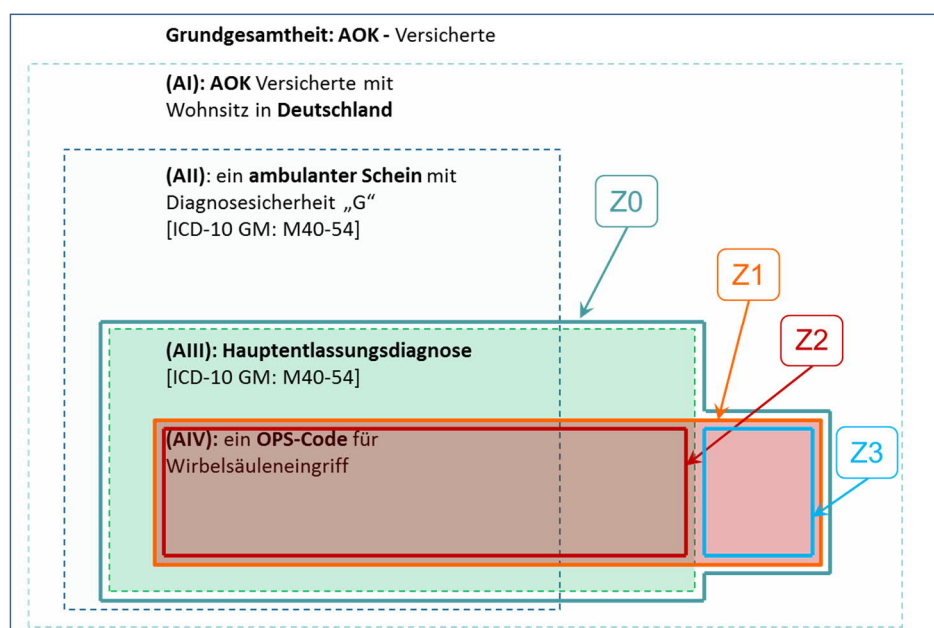 Grundgesamtheit: AOK - Versicherte
(AI): AOK Versicherte mit
Wohnsitz in Deutschland
(AII): ein ambulanter Schein mit
Diagnosesicherheit „G“
[ICD-10 GM: M40-54]
Z0
Z1
Z2
(AIII): Hauptentlassungsdiagnose
[ICD-10 GM: M40-54]
(AIV): ein OPS-Code für
Wirbelsäuleneingriff
Z3